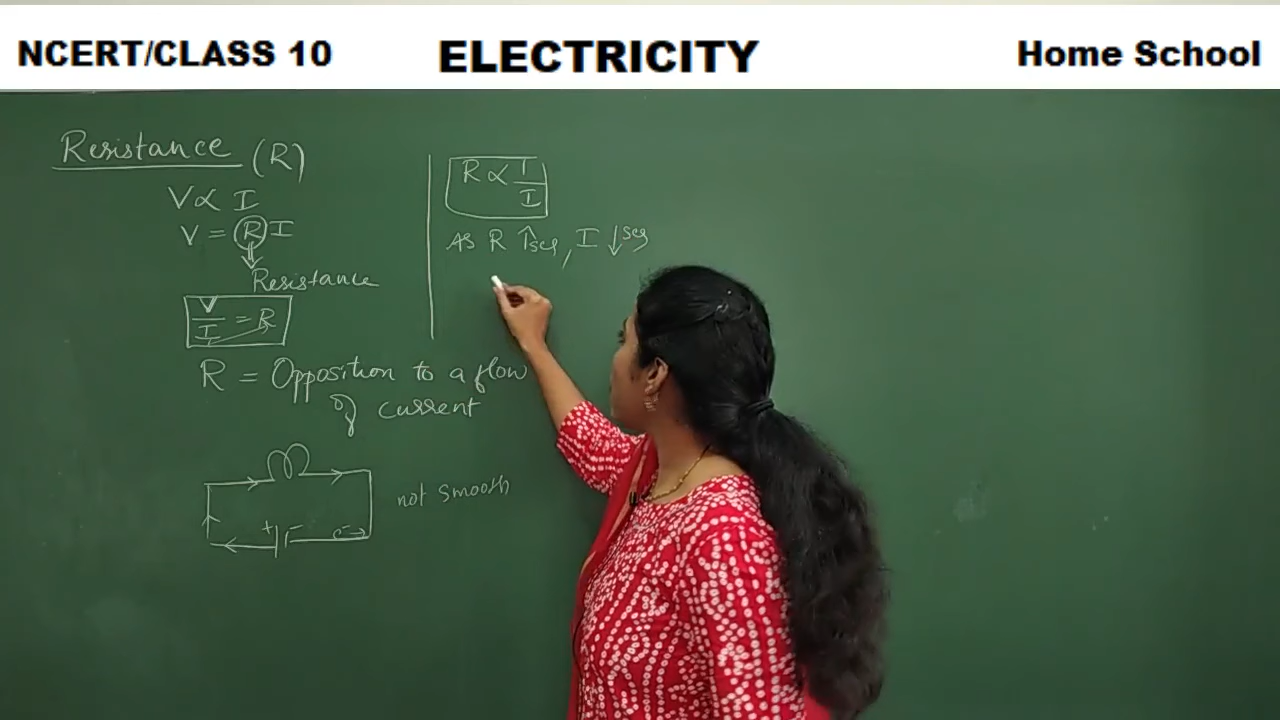 NCERT/CLASS 10 ELECTRICITY Home School
Resistance (R)
V ∝ I
V = R I
Resistance
V/I = R
R = Opposition to a flow
of current
+ - e-
not smooth
R ∝ 1/I
As R ↑ses, I ↓ses